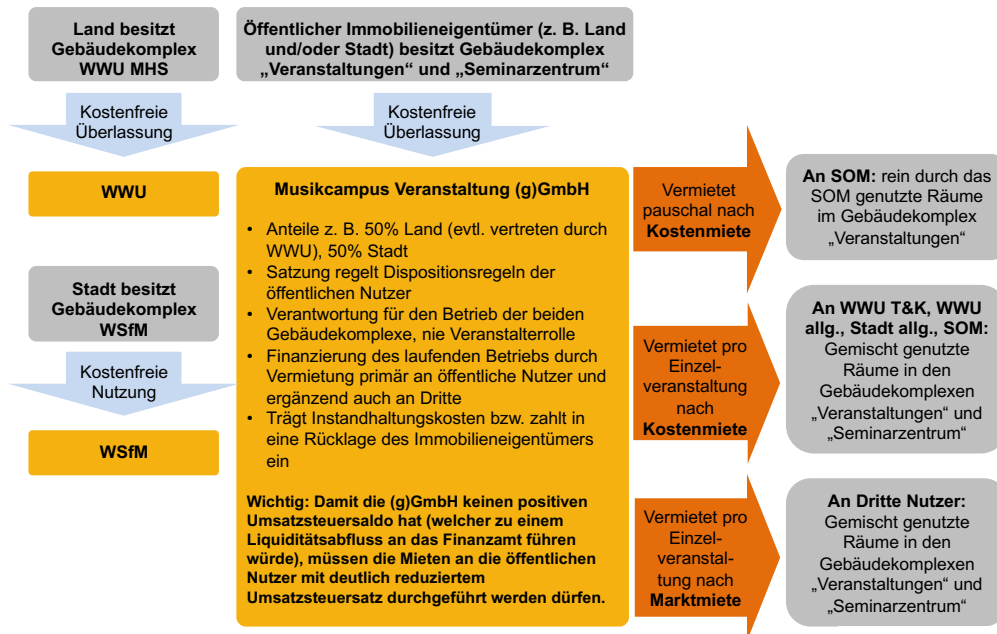 Land besitzt
Gebäudekomplex
WWU MHS
Öffentlicher Immobilieneigentümer (z. B. Land
und/oder Stadt) besitzt Gebäudekomplex
„Veranstaltungen“ und „Seminarzentrum“
Kostenfreie
Überlassung
Kostenfreie
Überlassung
WWU
Stadt besitzt
Gebäudekomplex
WSfM
Kostenfreie
Nutzung
WSfM
Musikcampus Veranstaltung (g)GmbH
• Anteile z. B. 50% Land (evtl. vertreten durch
WWU), 50% Stadt
• Satzung regelt Dispositionsregeln der
öffentlichen Nutzer
• Verantwortung für den Betrieb der beiden
Gebäudekomplexe, nie Veranstalterrolle
• Finanzierung des laufenden Betriebs durch
Vermietung primär an öffentliche Nutzer und
ergänzend auch an Dritte
• Trägt Instandhaltungskosten bzw. zahlt in
eine Rücklage des Immobilieneigentümers
ein
Wichtig: Damit die (g)GmbH keinen positiven
Umsatzsteuersaldo hat (welcher zu einem
Liquiditätsabfluss an das Finanzamt führen
würde), müssen die Mieten an die öffentlichen
Nutzer mit deutlich reduziertem
Umsatzsteuersatz durchgeführt werden dürfen.
Vermietet
pauschal nach
Kostenmiete
An SOM: rein durch das
SOM genutzte Räume
im Gebäudekomplex
„Veranstaltungen“
Vermietet pro
Einzel-
veranstaltung
nach
Kostenmiete
An WWU T&K, WWU
allg., Stadt allg., SOM:
Gemischt genutzte
Räume in den
Gebäudekomplexen
„Veranstaltungen“ und
„Seminarzentrum“
Vermietet pro
Einzel-
veranstal-
tung nach
Marktmiete
An Dritte Nutzer:
Gemischt genutzte
Räume in den
Gebäudekomplexen
„Veranstaltungen“ und
„Seminarzentrum“